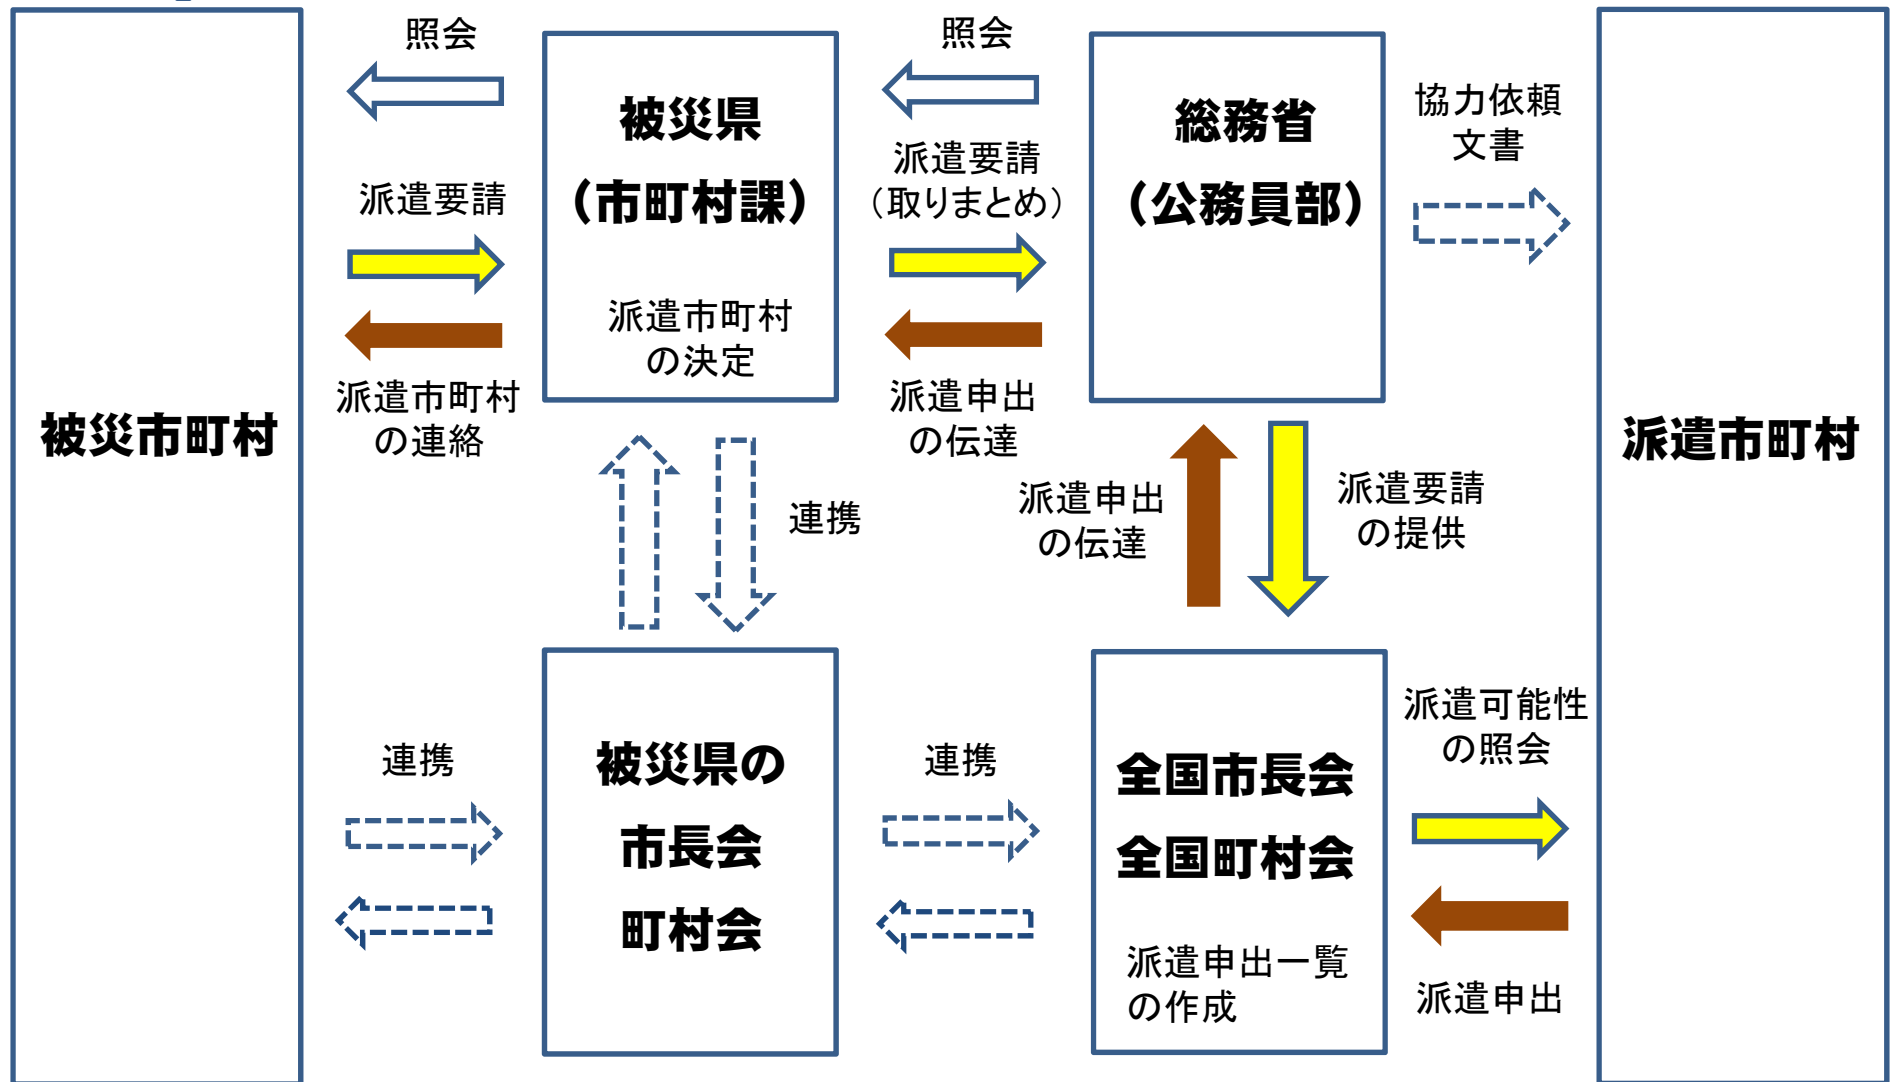 被災市町村
照会
派遣要請
派遣市町村
の連絡
被災県
（市町村課）
派遣市町村
の決定
照会
派遣要請
（取りまとめ）
派遣申出
の伝達
総務省
（公務員部）
協力依頼
文書
派遣市町村
連携
派遣申出
の伝達
派遣要請
の提供
連携
被災県の
市長会
町村会
連携
全国市長会
全国町村会
派遣申出一覧
の作成
派遣可能性
の照会
派遣申出